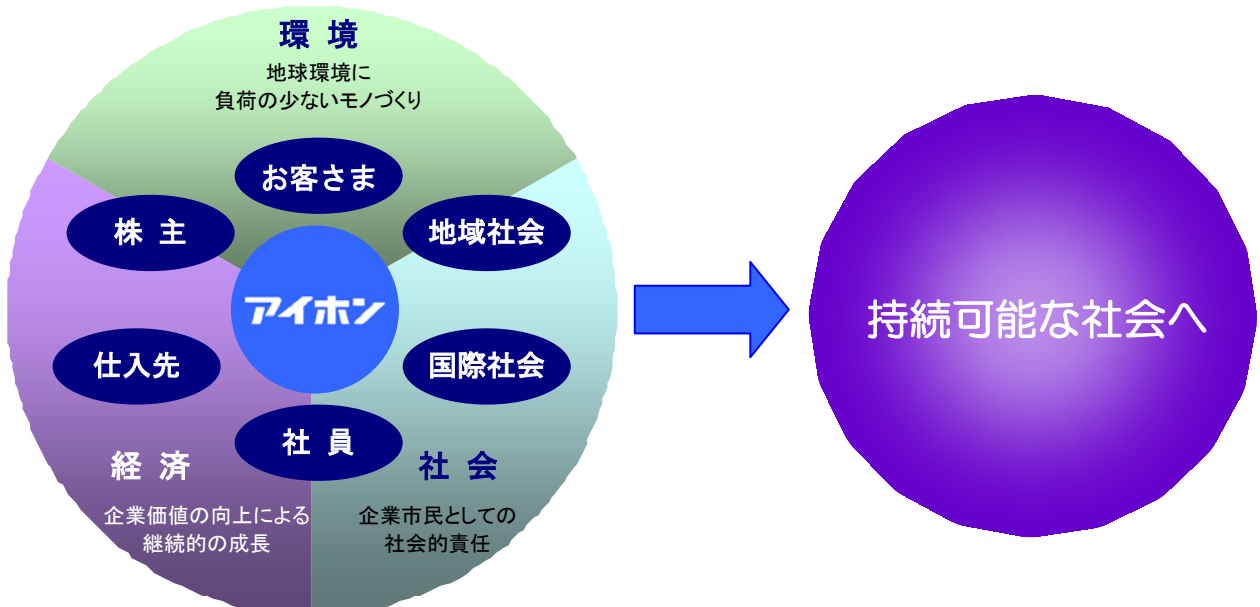 環 境
地球環境に
負荷の少ないモノづくり
お客さま
株 主
地域社会
アイホン
持続可能な社会へ
仕入先
国際社会
社 員
経 済
企業価値の向上による
継続的の成長
社 会
企業市民としての
社会的責任